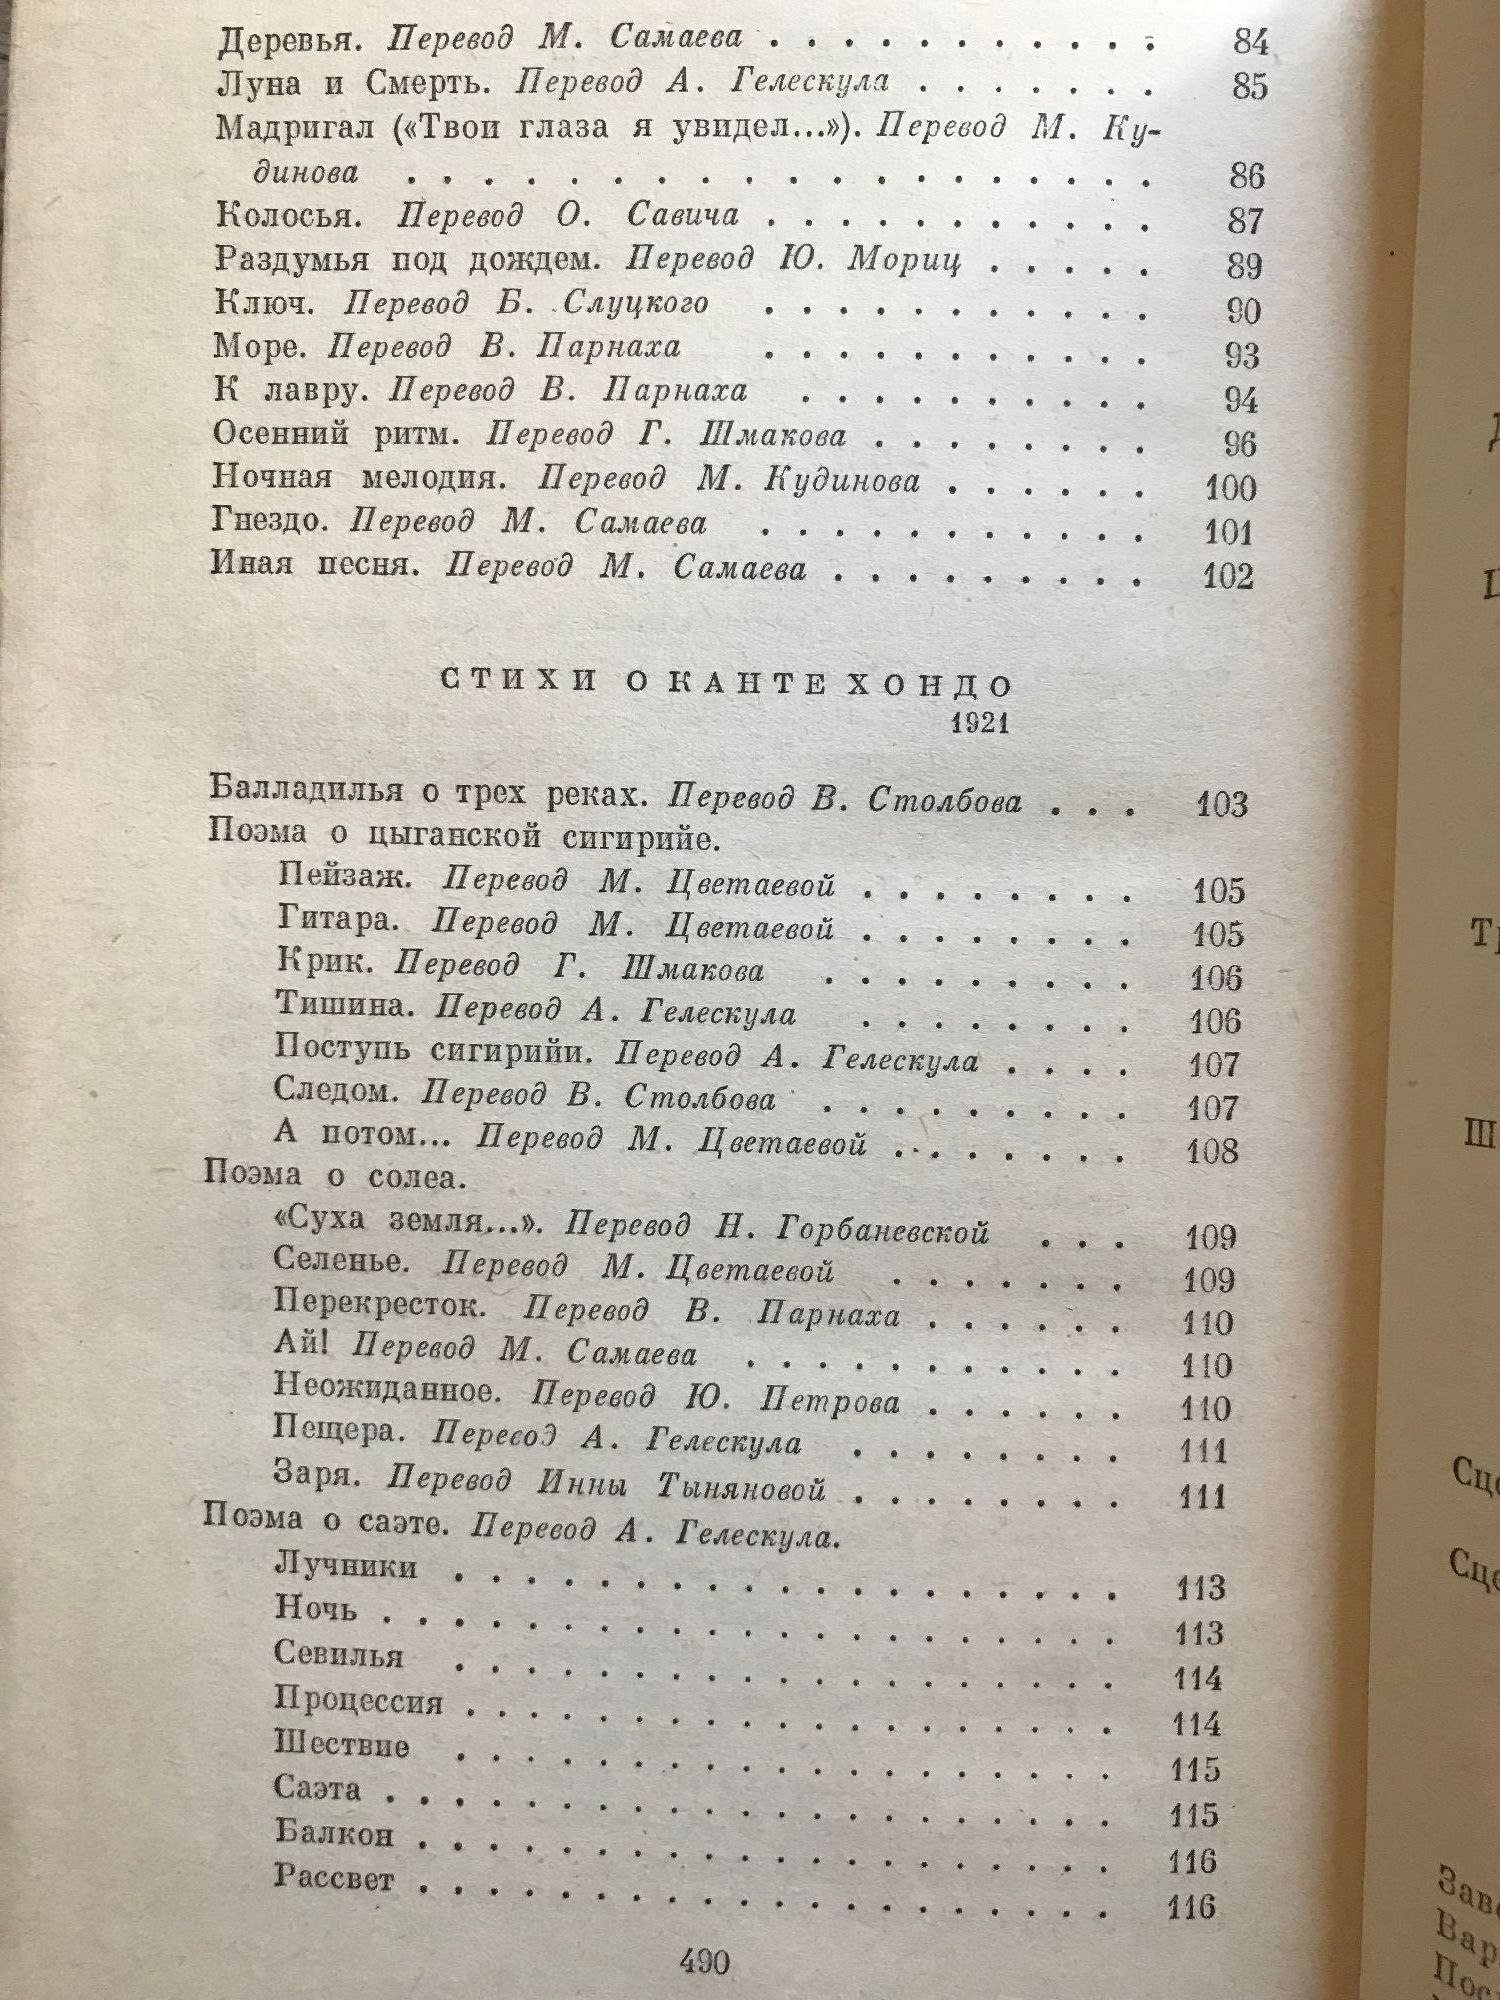 Деревья. Перевод М. Самаева . . . . . . . . . . . 84
Луна и Смерть. Перевод А. Гелескула . . . . . . . 85
Мадригал («Твои глаза я увидел...»). Перевод М. Ку-
динова . . . . . . . . . . . . . . . . . . . . 86
Колосья. Перевод О. Савича . . . . . . . . . . . 87
Раздумья под дождем. Перевод Ю. Мориц . . . . . 89
Ключ. Перевод Б. Слуцкого . . . . . . . . . . . 90
Море. Перевод В. Парнаха . . . . . . . . . . . 93
К лавру. Перевод В. Парнаха . . . . . . . . . . 94
Осенний ритм. Перевод Г. Шмакова . . . . . . . . 96
Ночная мелодия. Перевод М. Кудинова . . . . . . 100
Гнездо. Перевод М. Самаева . . . . . . . . . . . 101
Иная песня. Перевод М. Самаева . . . . . . . . . 102
СТИХИ О КАНТЕ ХОНДО
1921
Балладилья о трех реках. Перевод В. Столбова . . . 103
Поэма о цыганской сигирийе.
Пейзаж. Перевод М. Цветаевой . . . . . . . . 105
Гитара. Перевод М. Цветаевой . . . . . . . . 105
Крик. Перевод Г. Шмакова . . . . . . . . . 106
Тишина. Перевод А. Гелескула . . . . . . . . 106
Поступь сигирийи. Перевод А. Гелескула . . . . 107
Следом. Перевод В. Столбова . . . . . . . . . 107
А потом... Перевод М. Цветаевой . . . . . . . 108
Поэма о солеа.
«Суха земля...». Перевод Н. Горбаневской . . . 109
Селенье. Перевод М. Цветаевой . . . . . . . 109
Перекресток. Перевод В. Парнаха . . . . . . 110
Ай! Перевод М. Самаева . . . . . . . . . . . 110
Неожиданное. Перевод Ю. Петрова . . . . . . 110
Пещера. Перевод А. Гелескула . . . . . . . . 111
Заря. Перевод Инны Тыняновой . . . . . . . . 111
Поэма о саэте. Перевод А. Гелескула.
Лучники . . . . . . . . . . . . . . . . . . . 113
Ночь . . . . . . . . . . . . . . . . . . . . . 113
Севилья . . . . . . . . . . . . . . . . . . . 114
Процессия . . . . . . . . . . . . . . . . . . 114
Шествие . . . . . . . . . . . . . . . . . . . 115
Саэта . . . . . . . . . . . . . . . . . . . . . 115
Балкон . . . . . . . . . . . . . . . . . . . . 116
Рассвет . . . . . . . . . . . . . . . . . . . . 116
490